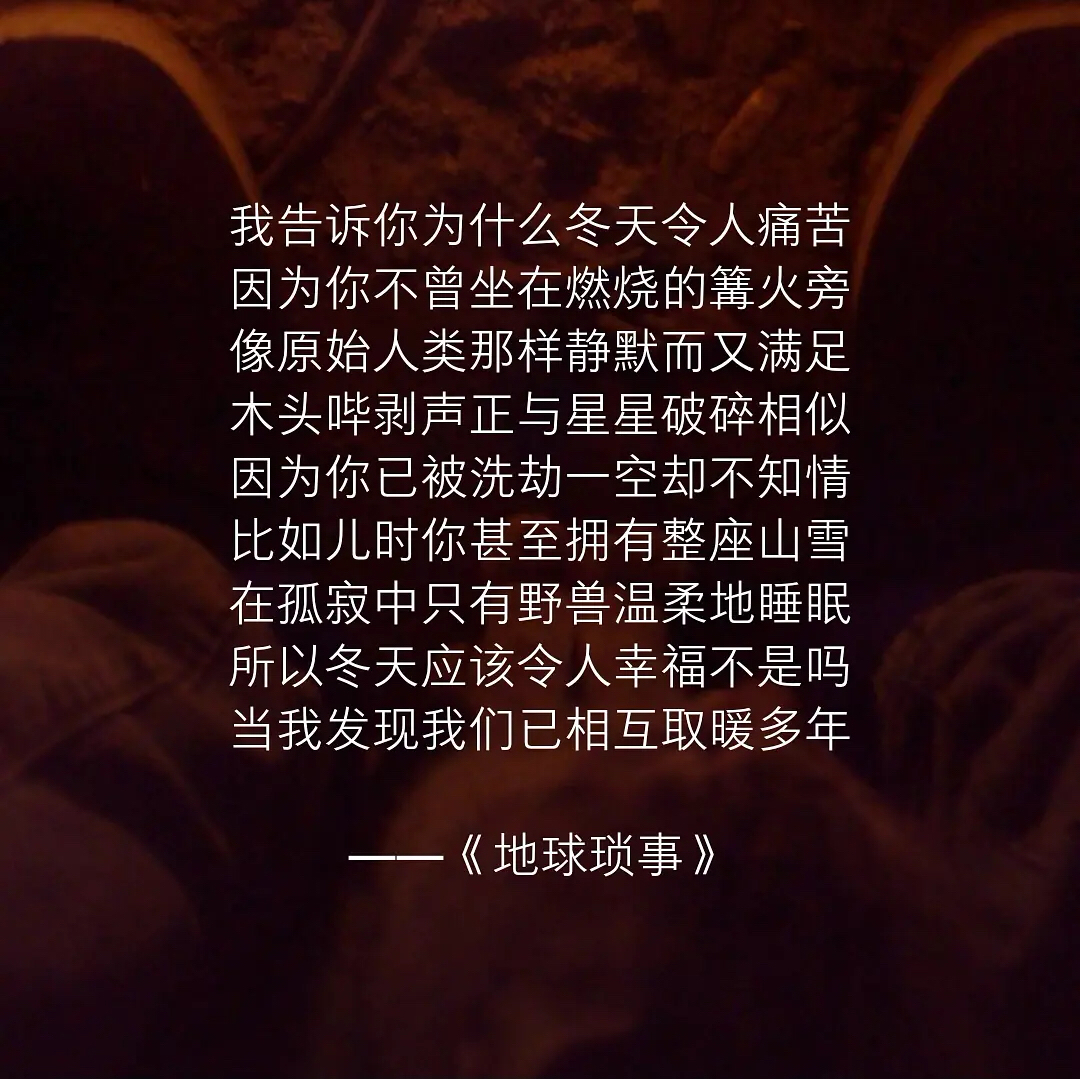 我告诉你为什么冬天令人痛苦
因为你不曾坐在燃烧的篝火旁
像原始人类那样静默而又满足
木头哔剥声正与星星破碎相似
因为你已被洗劫一空却不知情
比如儿时你甚至拥有整座山雪
在孤寂中只有野兽温柔地睡眠
所以冬天应该令人幸福不是吗
当我发现我们已相互取暖多年
——《地球琐事》